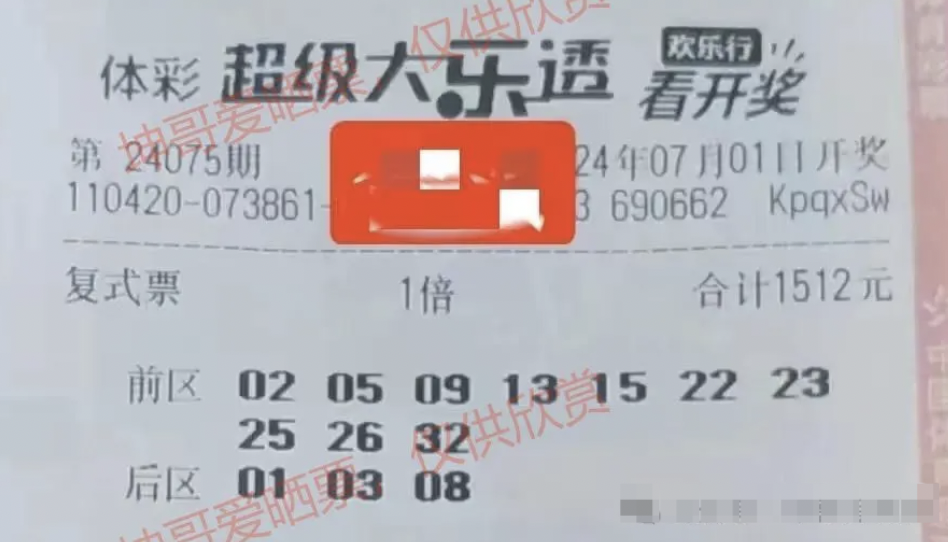 体彩 超级大乐透 欢乐行 看开奖
坤哥爱晒票 仅供欣赏
第 24075期 24年07月01日开奖
110420-073861- 3 690662 KpqxSw
复式票 1倍 合计1512元
前区 02 05 09 13 15 22 23
25 26 32
后区 01 03 08
坤哥爱晒票 仅供欣赏